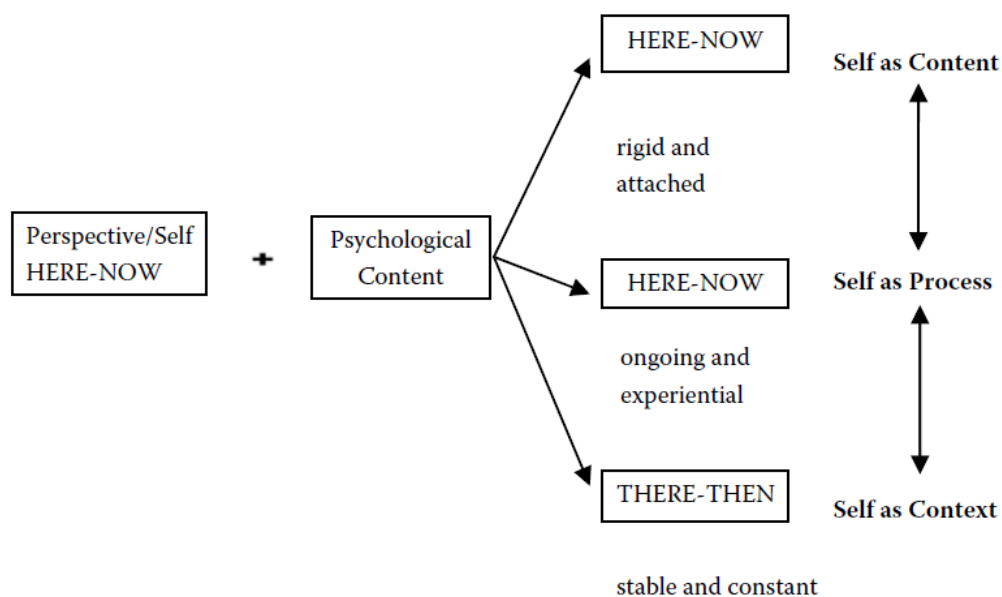 HERE-NOW
Self as Content
rigid and
attached
Perspective/Self
HERE-NOW
+
Psychological
Content
HERE-NOW
Self as Process
ongoing and
experiential
THERE-THEN
Self as Context
stable and constant